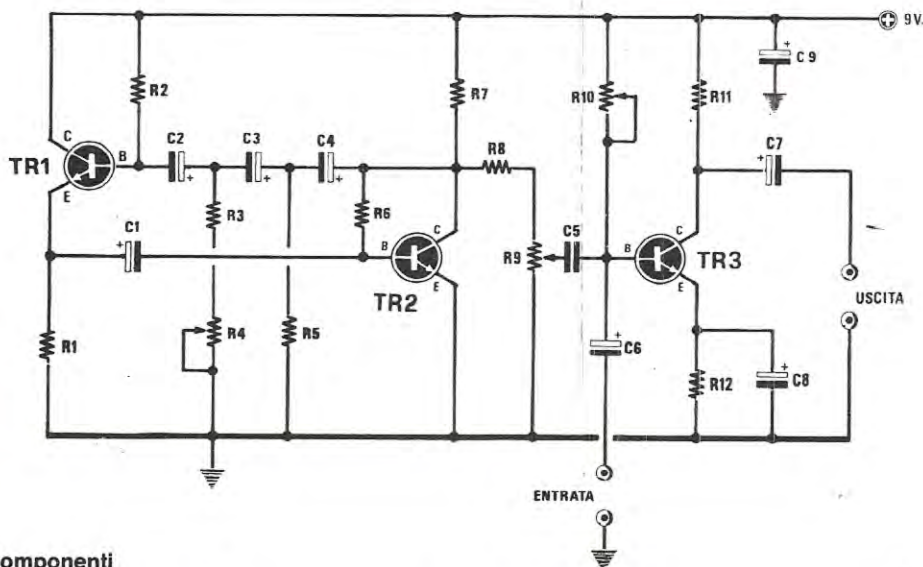 9V.
C9
R2
R7
R10
R11
C
TR1
B
E
C2
C3
C4
R8
C7
R3
R6
C1
C
B
TR2
E
R9
C5
C
B
TR3
E
USCITA
R1
R4
R5
C6
R12
C8
ENTRATA
omponenti